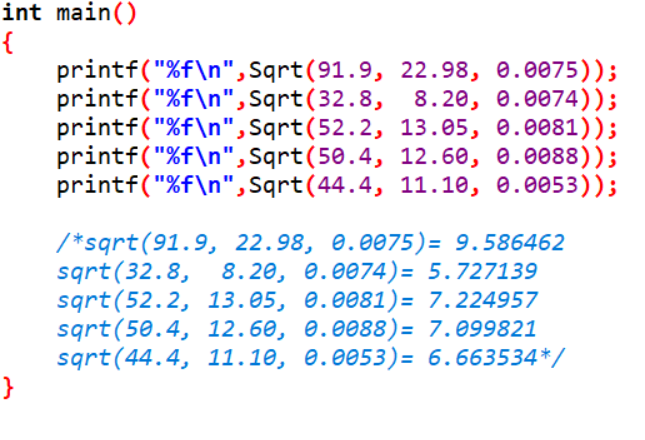 int main()
{
    printf("%f\n",Sqrt(91.9, 22.98, 0.0075));
    printf("%f\n",Sqrt(32.8,  8.20, 0.0074));
    printf("%f\n",Sqrt(52.2, 13.05, 0.0081));
    printf("%f\n",Sqrt(50.4, 12.60, 0.0088));
    printf("%f\n",Sqrt(44.4, 11.10, 0.0053));
    /*sqrt(91.9, 22.98, 0.0075)= 9.586462
    sqrt(32.8,  8.20, 0.0074)= 5.727139
    sqrt(52.2, 13.05, 0.0081)= 7.224957
    sqrt(50.4, 12.60, 0.0088)= 7.099821
    sqrt(44.4, 11.10, 0.0053)= 6.663534*/
}